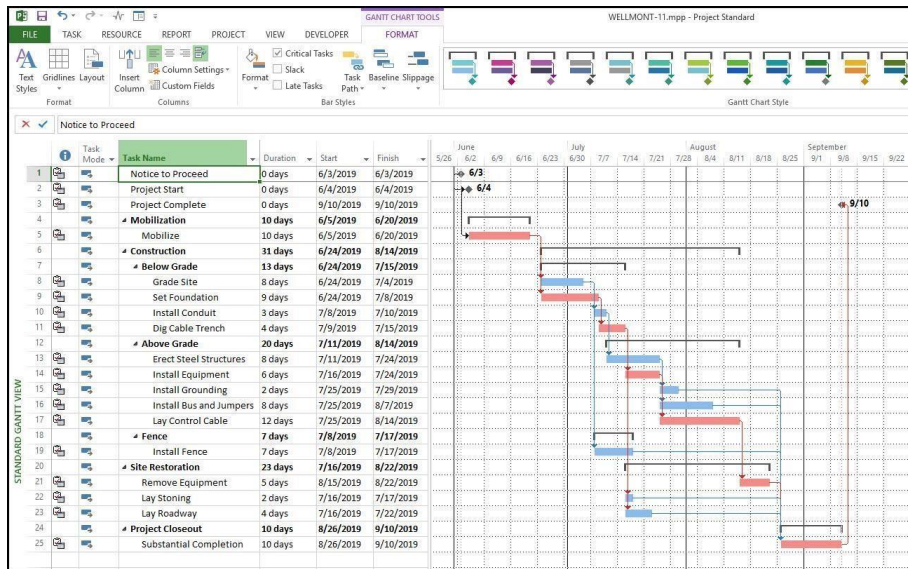 GANTT CHART TOOLS
WELLMONT-11.mpp - Project Standard
FILE TASK RESOURCE REPORT PROJECT VIEW DEVELOPER FORMAT
Text Styles
Gridlines
Layout
Insert Column
Column Settings
Custom Fields
Format
Critical Tasks
Slack
Late Tasks
Task Path
Baseline
Slippage
Format Columns Bar Styles Gantt Chart Style
Notice to Proceed
Task Mode Task Name Duration Start Finish
June July August September
5/26 6/2 6/9 6/16 6/23 6/30 7/7 7/14 7/21 7/28 8/4 8/11 8/18 8/25 9/1 9/8 9/15 9/22
1 Notice to Proceed 0 days 6/3/2019 6/3/2019 6/3
2 Project Start 0 days 6/4/2019 6/4/2019 6/4
3 Project Complete 0 days 9/10/2019 9/10/2019 9/10
4 Mobilization 10 days 6/5/2019 6/20/2019
5 Mobilize 10 days 6/5/2019 6/20/2019
6 Construction 31 days 6/24/2019 8/14/2019
7 Below Grade 13 days 6/24/2019 7/15/2019
8 Grade Site 8 days 6/24/2019 7/4/2019
9 Set Foundation 9 days 6/24/2019 7/8/2019
10 Install Conduit 3 days 7/8/2019 7/10/2019
11 Dig Cable Trench 4 days 7/9/2019 7/15/2019
12 Above Grade 20 days 7/11/2019 8/14/2019
13 Erect Steel Structures 8 days 7/11/2019 7/24/2019
14 Install Equipment 6 days 7/16/2019 7/24/2019
15 Install Grounding 2 days 7/25/2019 7/29/2019
16 Install Bus and Jumpers 8 days 7/25/2019 8/7/2019
17 Lay Control Cable 12 days 7/25/2019 8/14/2019
18 Fence 7 days 7/8/2019 7/17/2019
19 Install Fence 7 days 7/8/2019 7/17/2019
20 Site Restoration 23 days 7/16/2019 8/22/2019
21 Remove Equipment 5 days 8/15/2019 8/22/2019
22 Lay Stoning 2 days 7/16/2019 7/17/2019
23 Lay Roadway 4 days 7/16/2019 7/22/2019
24 Project Closeout 10 days 8/26/2019 9/10/2019
25 Substantial Completion 10 days 8/26/2019 9/10/2019
STANDARD GANTT VIEW